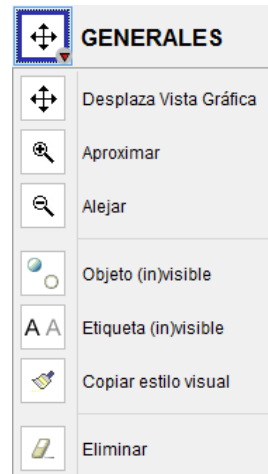 GENERALES
Desplaza Vista Gráfica
Aproximar
Alejar
Objeto (in)visible
A A Etiqueta (in)visible
Copiar estilo visual
Eliminar